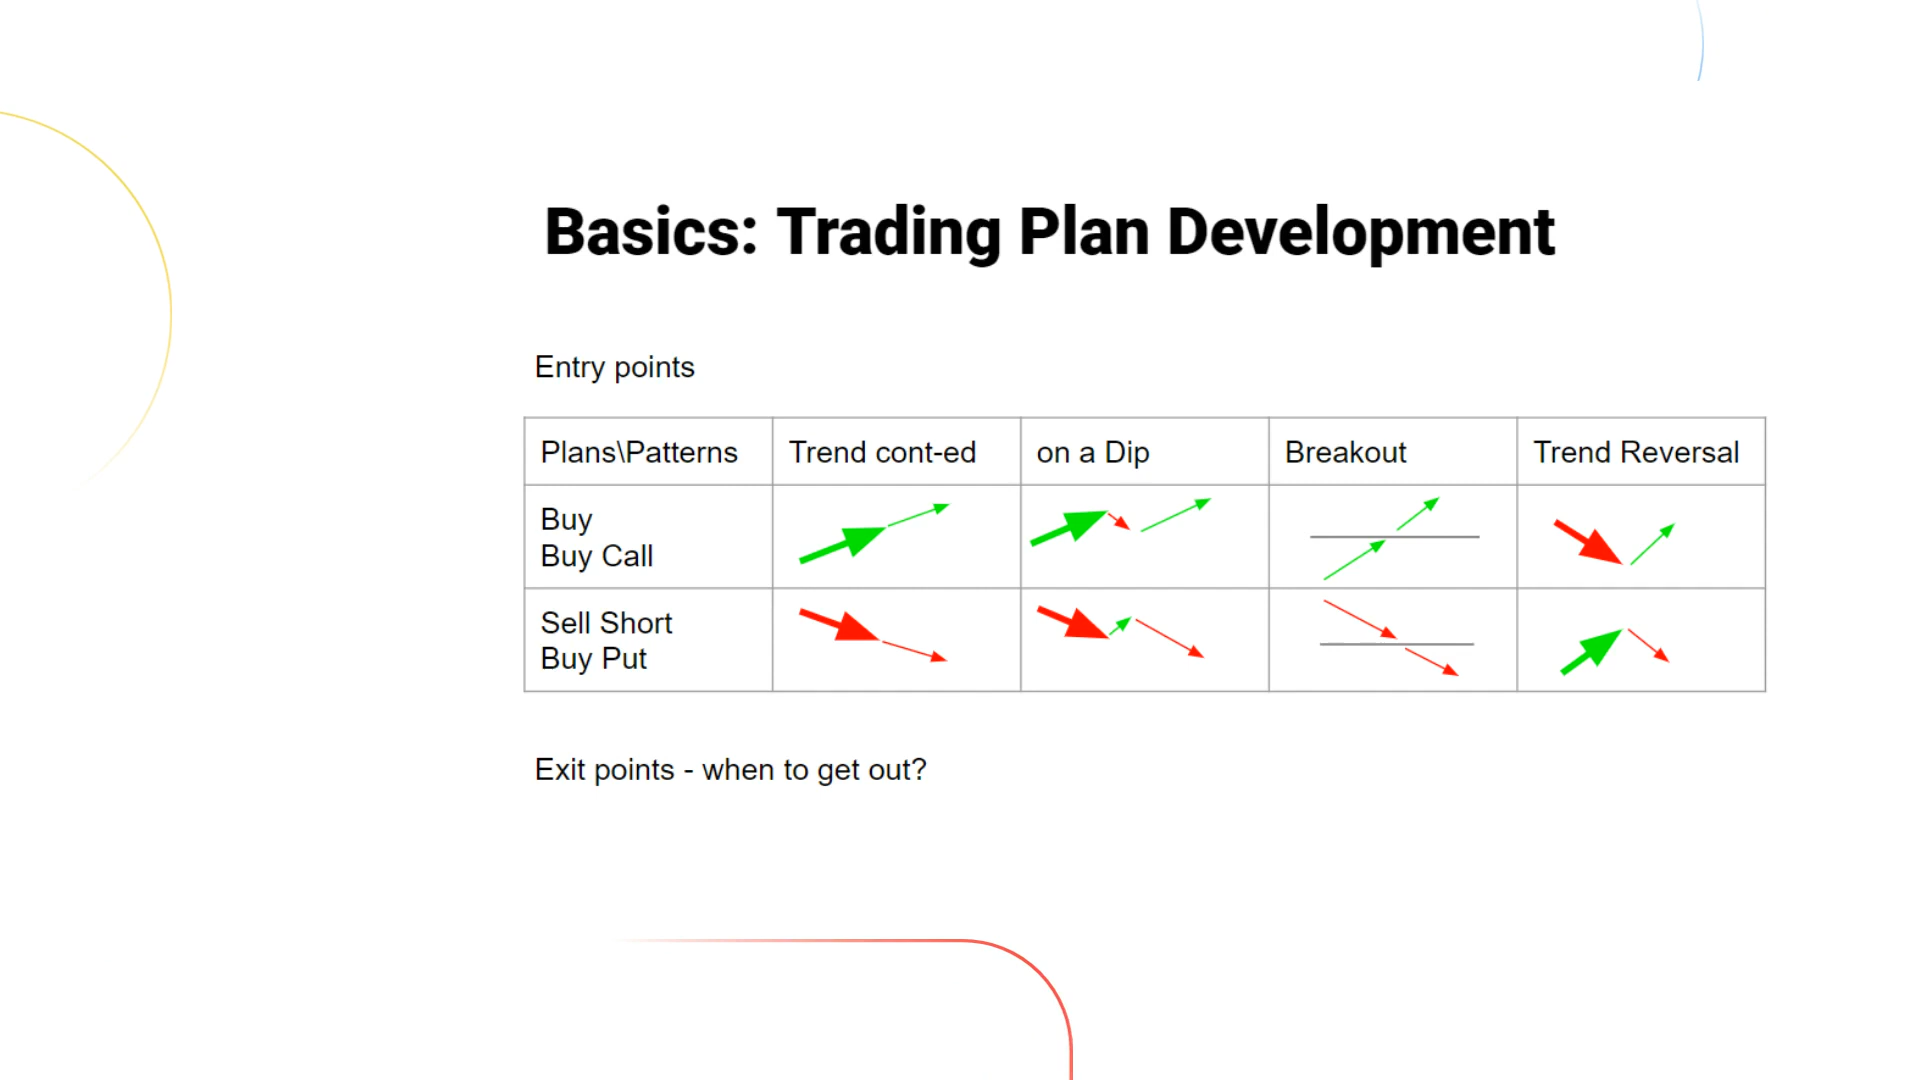 Basics: Trading Plan Development
Entry points
Plans\Patterns
Trend cont-ed
on a Dip
Breakout
Trend Reversal
Buy
Buy Call
Sell Short
Buy Put
Exit points - when to get out?